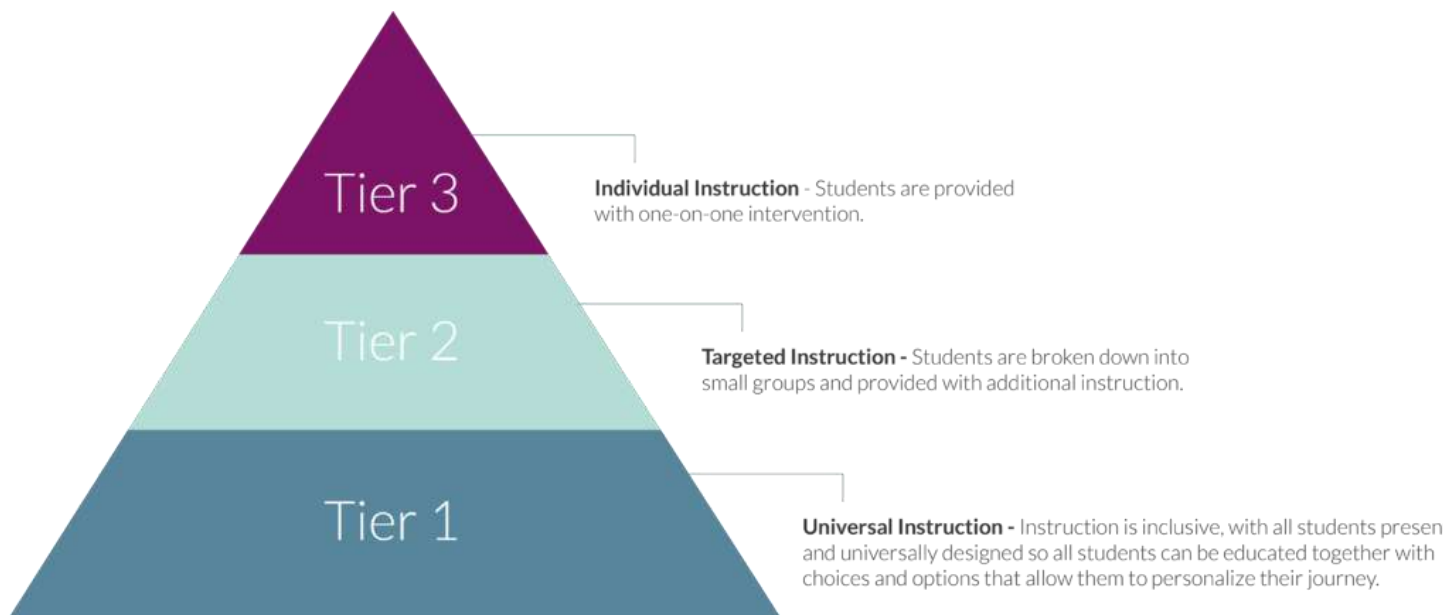 Tier 3
Individual Instruction - Students are provided
with one-on-one intervention.
Tier 2
Targeted Instruction - Students are broken down into
small groups and provided with additional instruction.
Tier 1
Universal Instruction - Instruction is inclusive, with all students presen
and universally designed so all students can be educated together with
choices and options that allow them to personalize their journey.